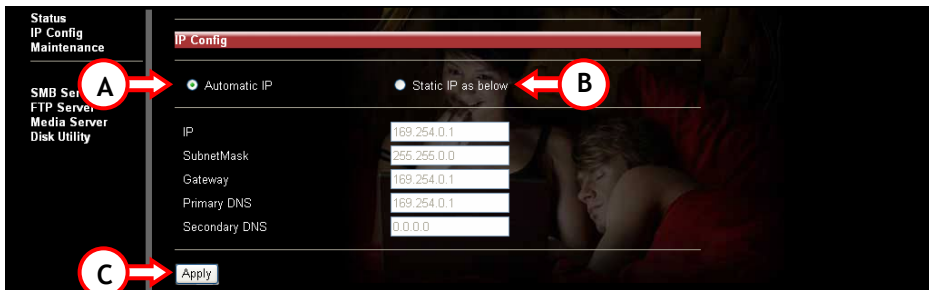 Status
IP Config
Maintenance
SMB Ser
FTP Server
Media Server
Disk Utility
IP Config
A
Automatic IP
Static IP as below
B
IP 169.254.0.1
SubnetMask 255.255.0.0
Gateway 169.254.0.1
Primary DNS 169.254.0.1
Secondary DNS 0.0.0.0
C
Apply